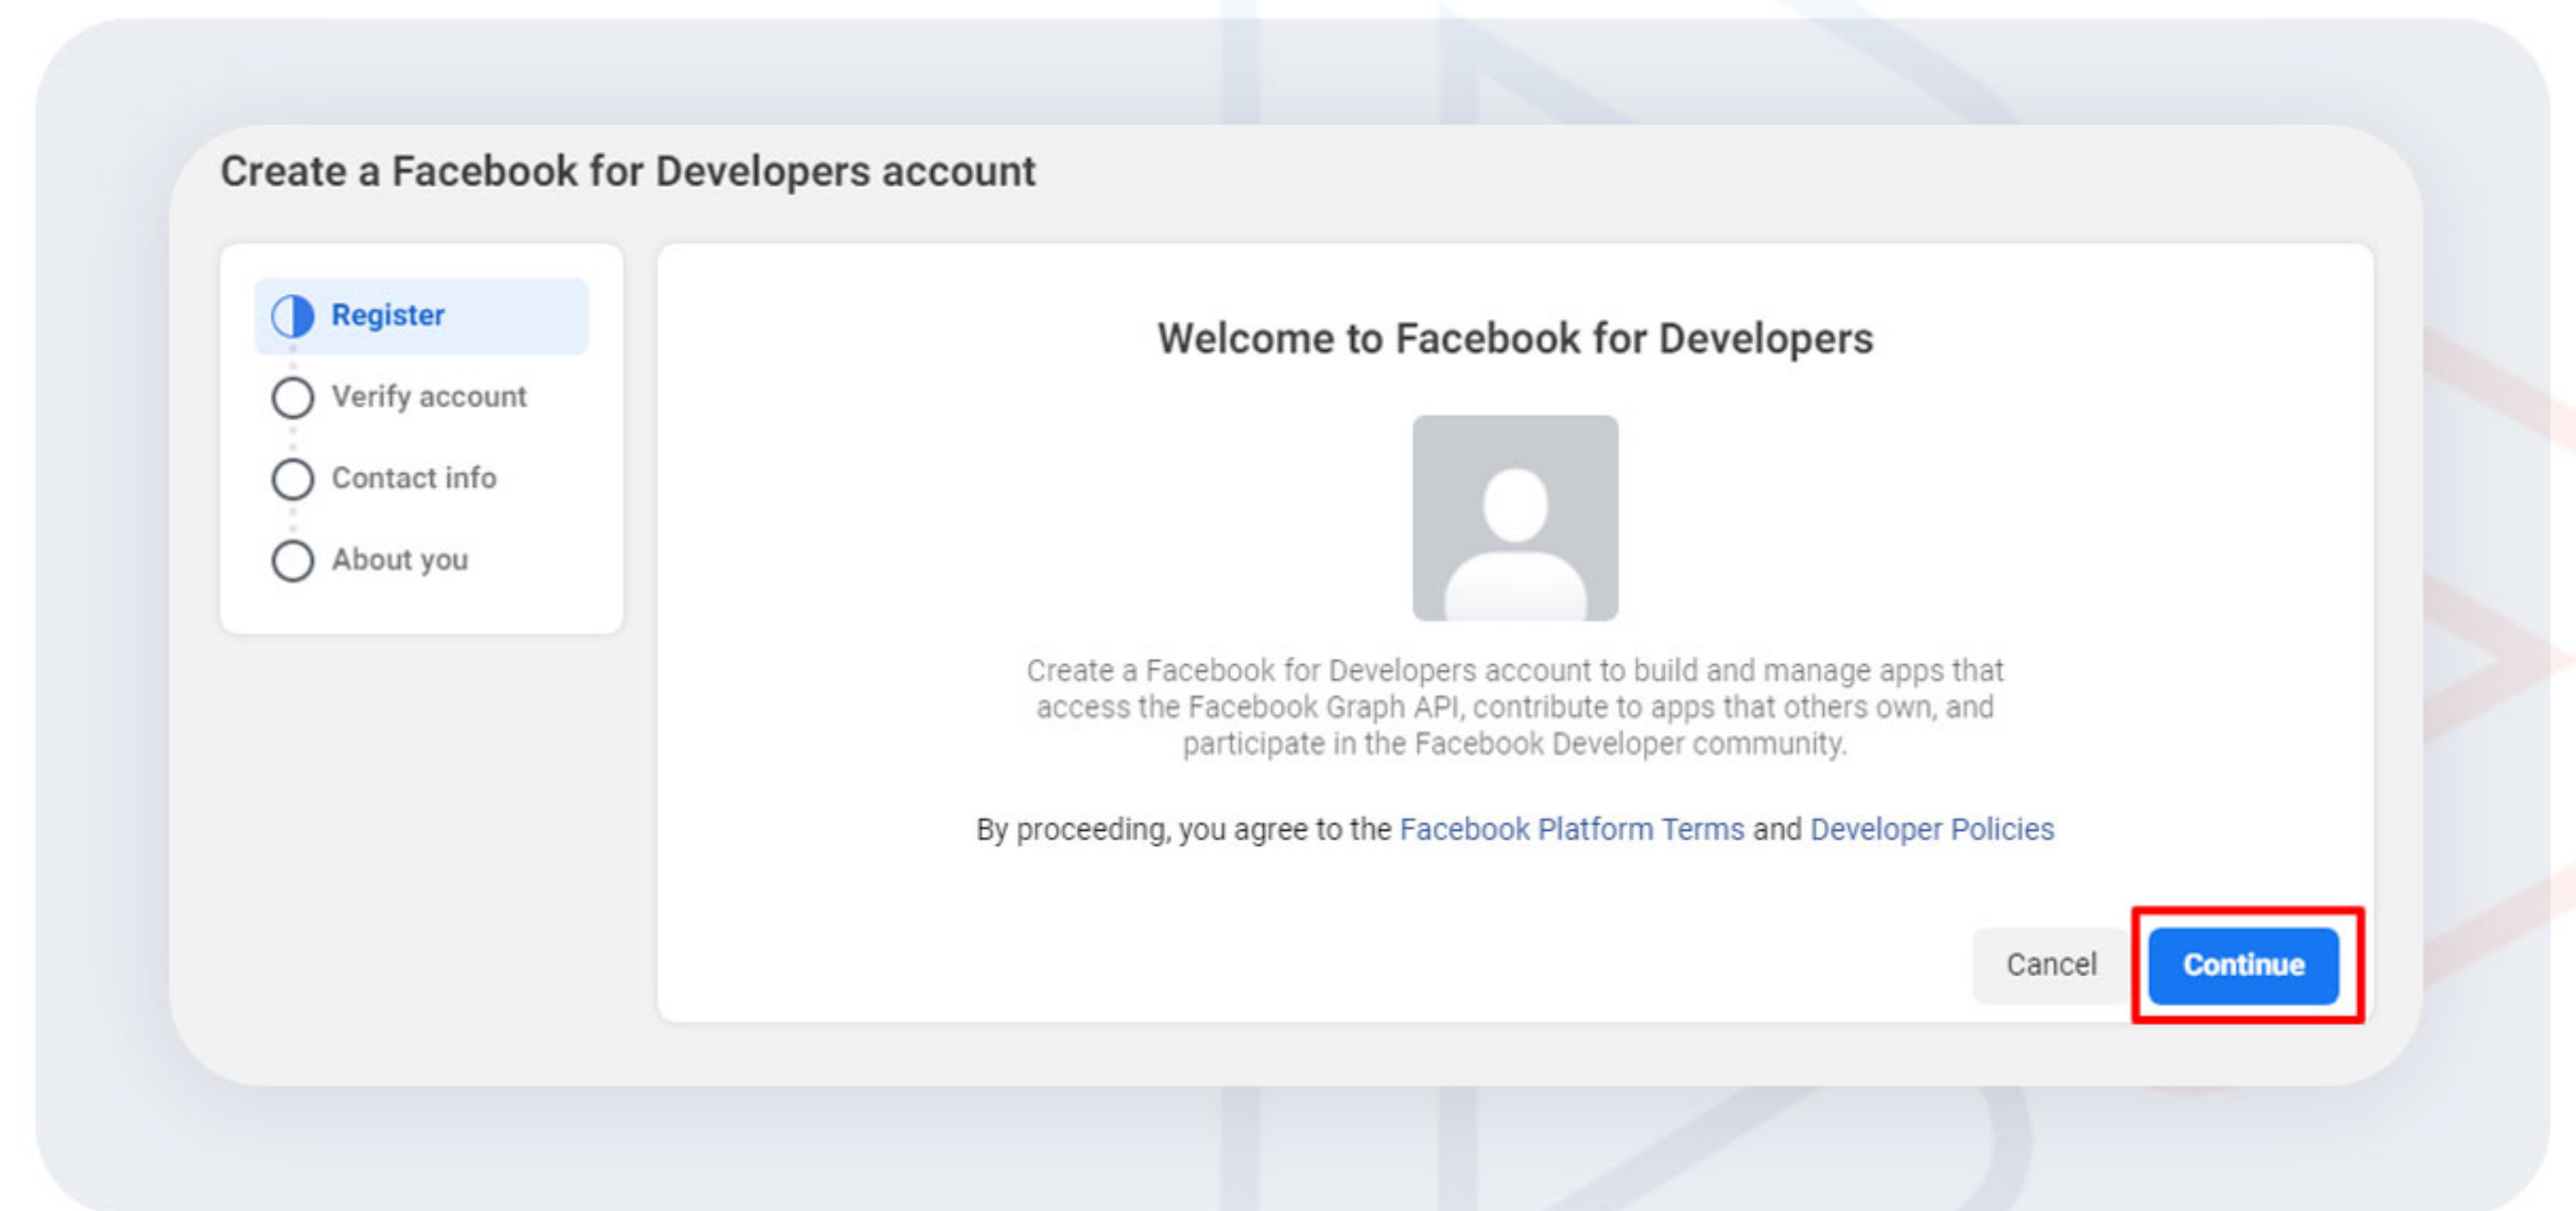 Create a Facebook for Developers account
Register
Verify account
Contact info
About you
Welcome to Facebook for Developers
Create a Facebook for Developers account to build and manage apps that
access the Facebook Graph API, contribute to apps that others own, and
participate in the Facebook Developer community.
By proceeding, you agree to the Facebook Platform Terms and Developer Policies
Cancel
Continue